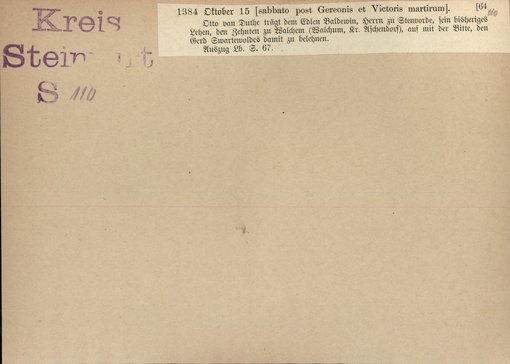 Kreis
Steinfurt
S 110
1384 Oktober 15 [sabbato post Gereonis et Victoris martirum]. [64
110
Otto van Duthe trägt dem Edlen Baldewin, Herrn zu Stenvorde, sein bisheriges
Lehen, den Zehnten zu Walchem (Walchum, Kr. Aschendorf), auf mit der Bitte, den
Gerd Swartewoldes damit zu belehnen.
Auszug Lb. S. 67.